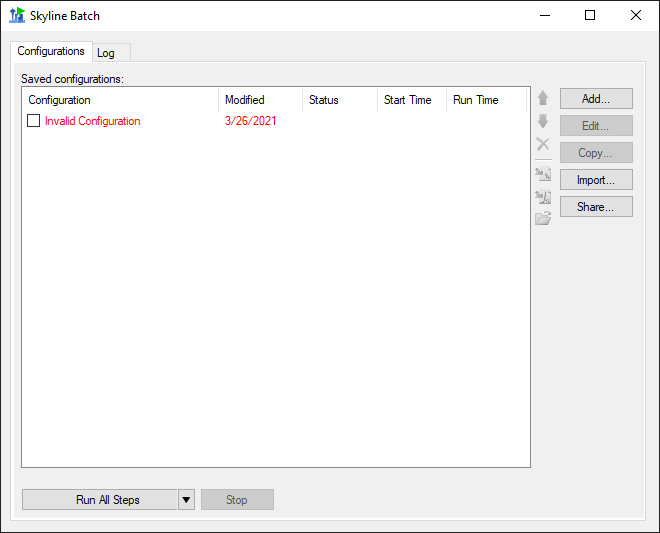 Skyline Batch
Configurations Log
Saved configurations:
Configuration Modified Status Start Time Run Time
Invalid Configuration 3/26/2021
Add...
Edit...
Copy...
Import...
Share...
Run All Steps Stop